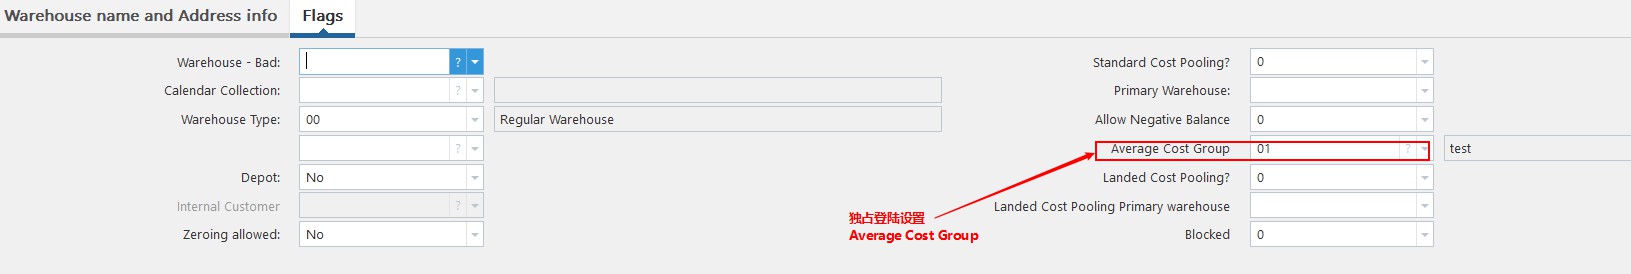 Warehouse name and Address info
Flags
Warehouse - Bad:
?
Calendar Collection:
?
Warehouse Type:
00
Regular Warehouse
?
Depot:
No
Internal Customer
?
Zeroing allowed:
No
Standard Cost Pooling?
0
Primary Warehouse:
Allow Negative Balance
0
Average Cost Group
01
?
test
Landed Cost Pooling?
0
Landed Cost Pooling Primary warehouse
Blocked
0
独占登陆设置
Average Cost Group